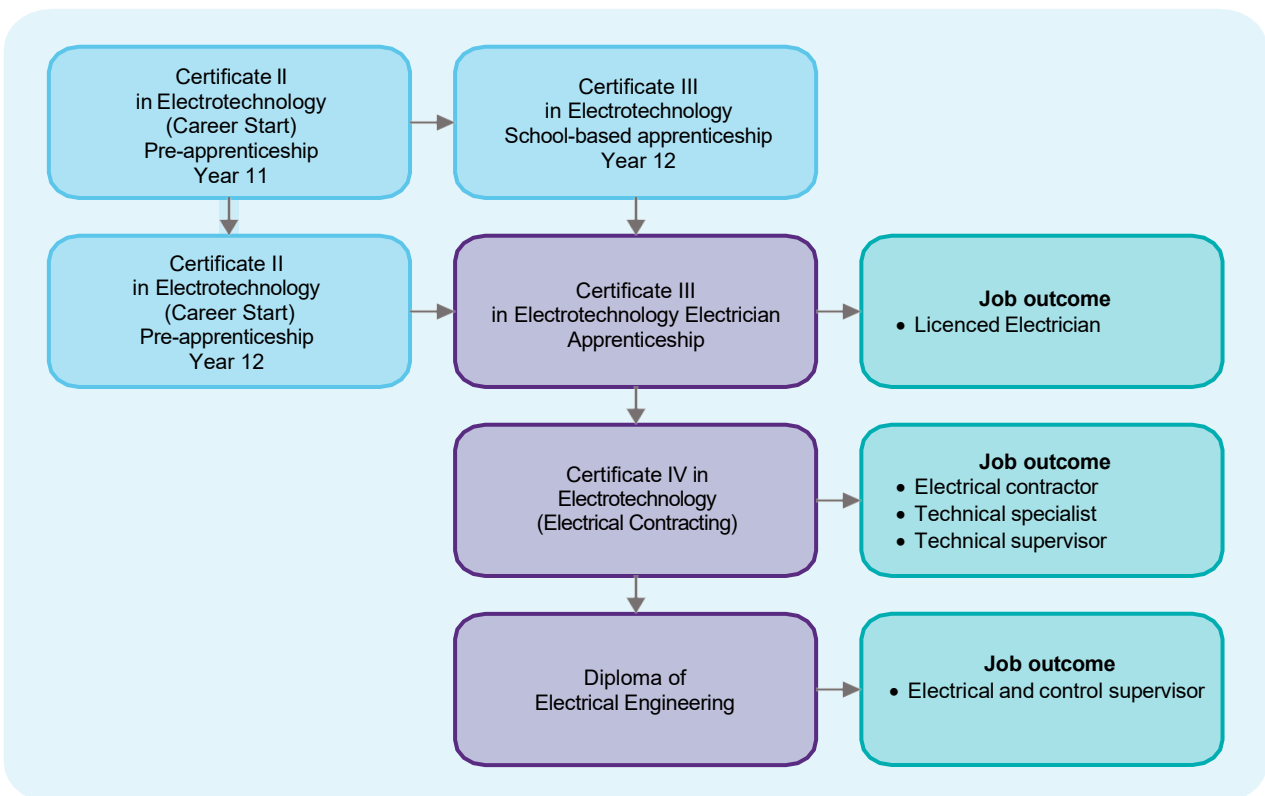 Certificate II
in Electrotechnology
(Career Start)
Pre-apprenticeship
Year 11
Certificate III
in Electrotechnology
School-based apprenticeship
Year 12
Certificate II
in Electrotechnology
(Career Start)
Pre-apprenticeship
Year 12
Certificate III
in Electrotechnology Electrician
Apprenticeship
Job outcome
• Licenced Electrician
Certificate IV in
Electrotechnology
(Electrical Contracting)
Job outcome
• Electrical contractor
• Technical specialist
• Technical supervisor
Diploma of
Electrical Engineering
Job outcome
• Electrical and control supervisor